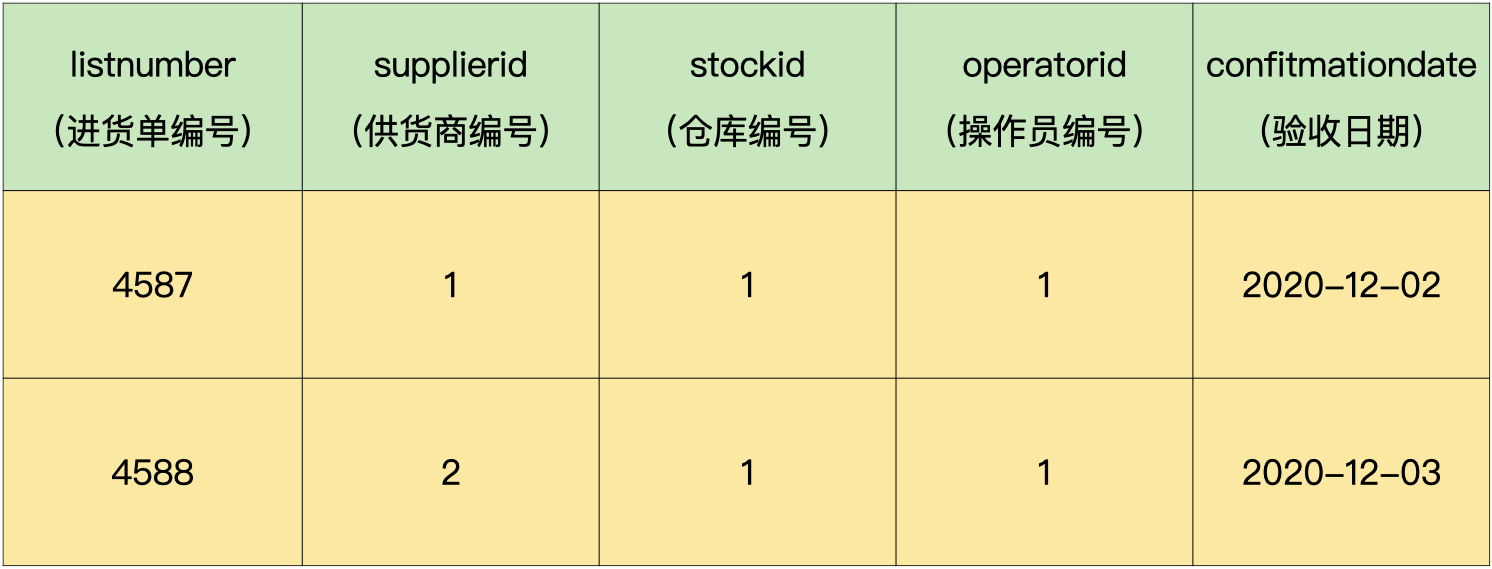 listnumber
（进货单编号）
supplierid
（供货商编号）
stockid
（仓库编号）
operatorid
（操作员编号）
confitmationdate
（验收日期）
4587
1
1
1
2020-12-02
4588
2
1
1
2020-12-03